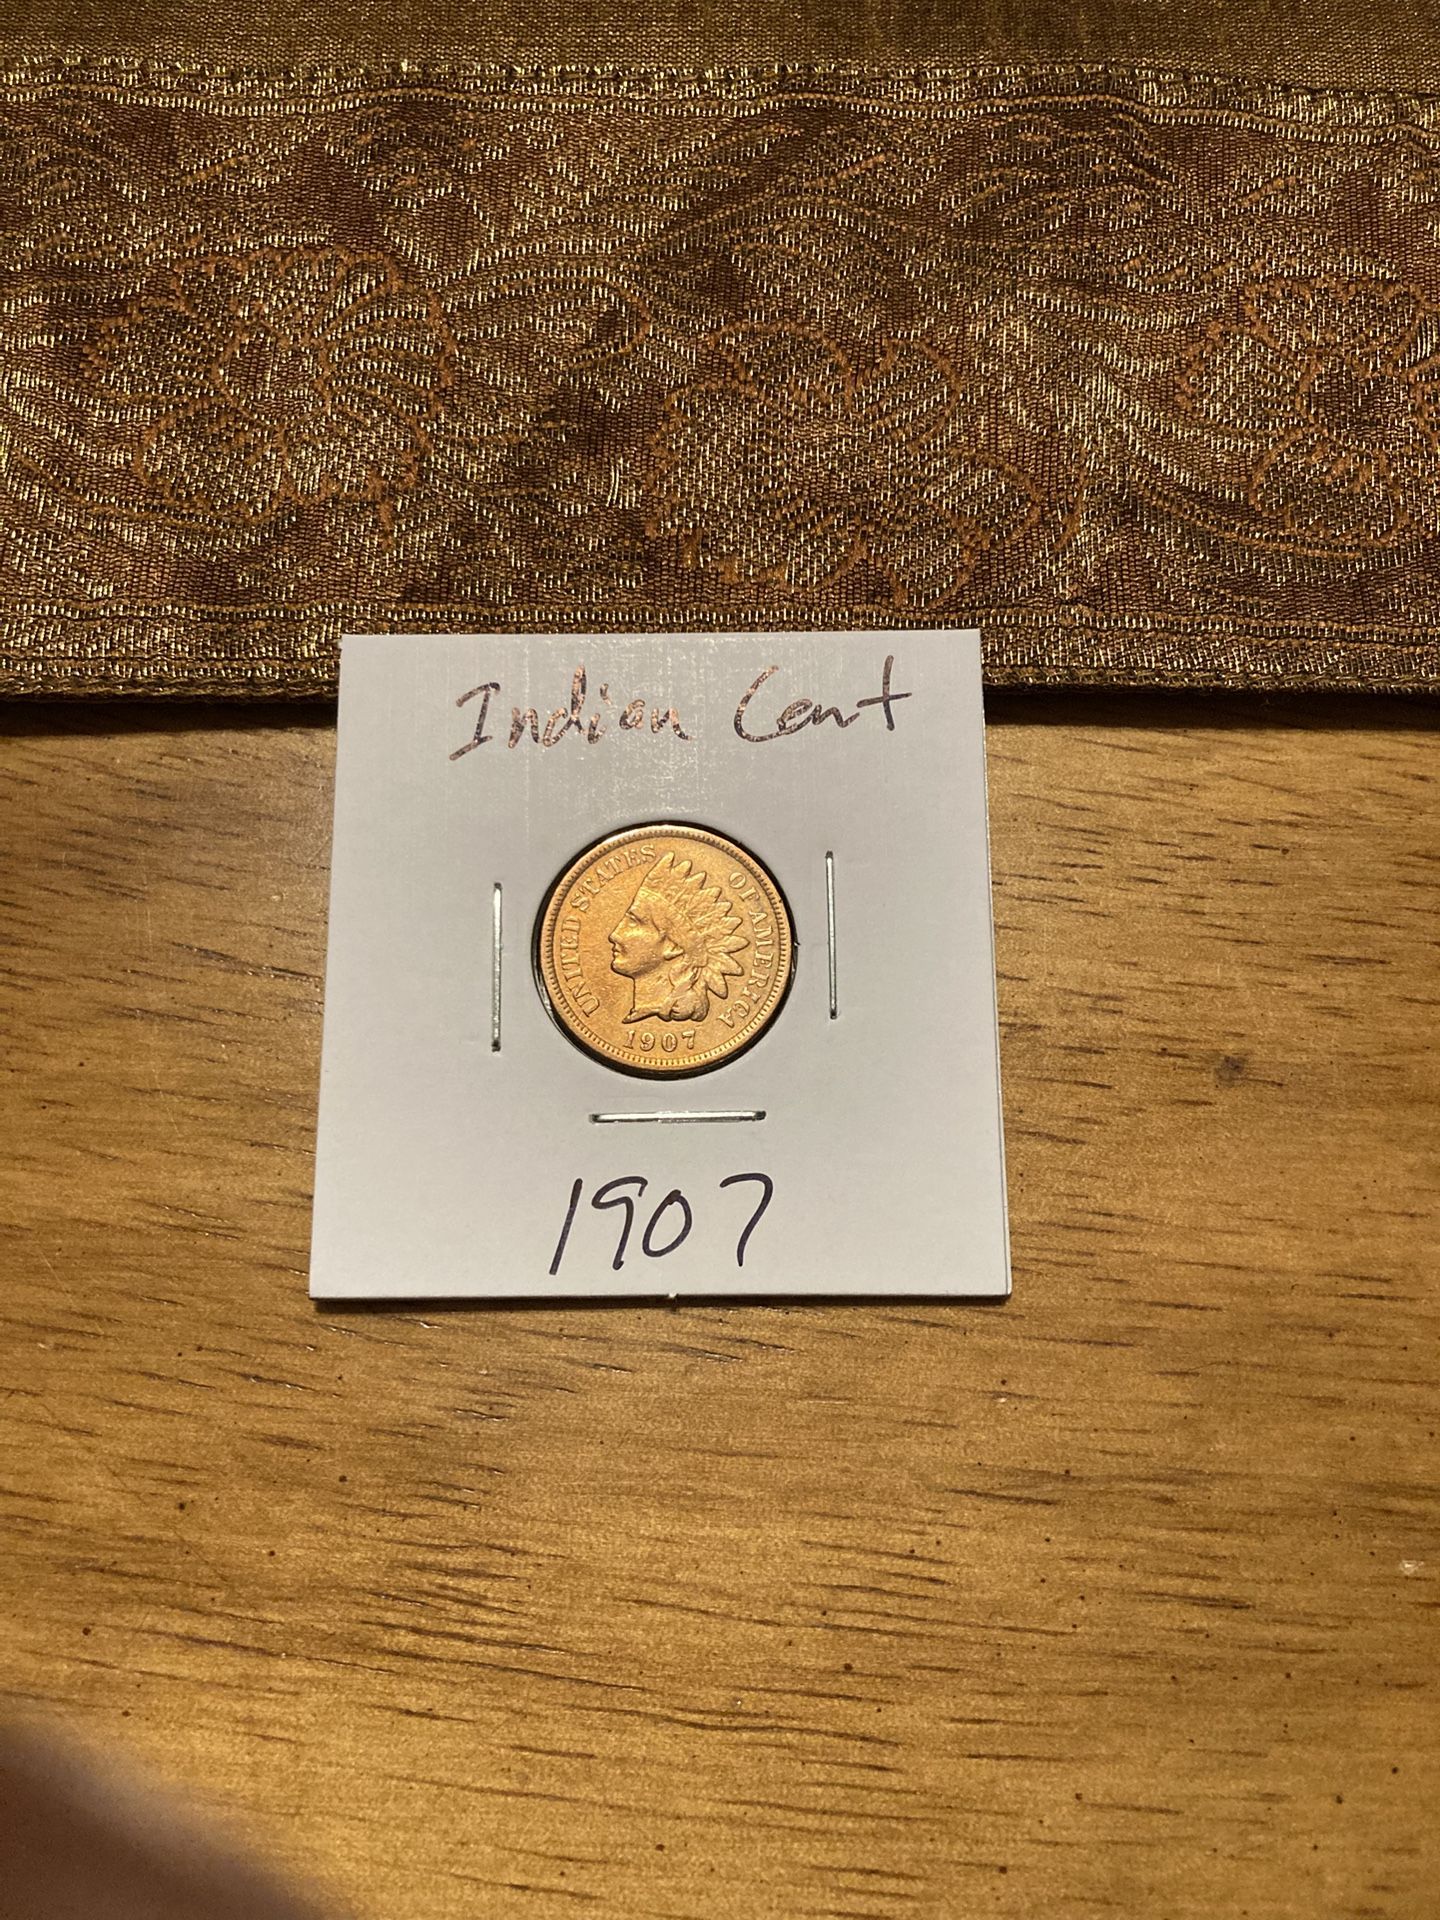 Indian Cent
UNITED STATES OF AMERICA
1907
1907